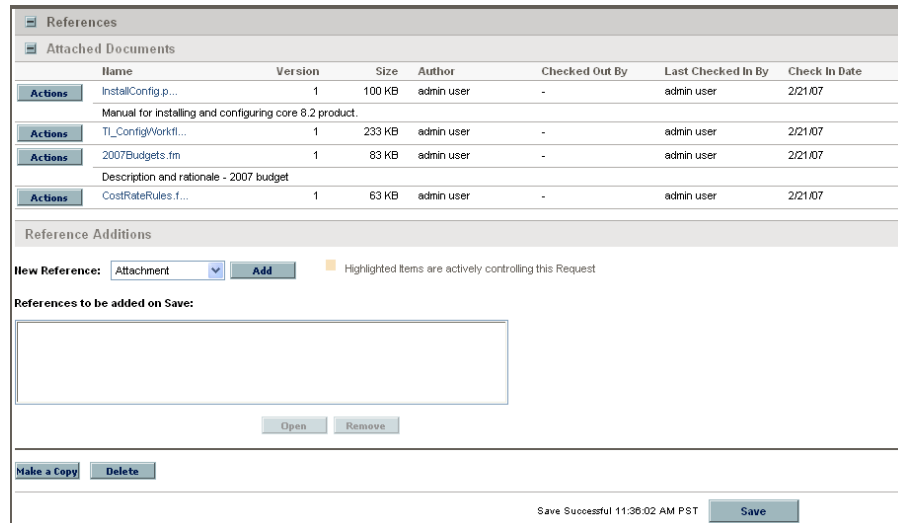 References
Attached Documents
Name Version Size Author Checked Out By Last Checked In By Check In Date
Actions InstallConfig.p... 1 100 KB admin user - admin user 2/21/07
Manual for installing and configuring core 8.2 product.
Actions TI_ConfigWorkfl... 1 233 KB admin user - admin user 2/21/07
Actions 2007Budgets.fm 1 83 KB admin user - admin user 2/21/07
Description and rationale - 2007 budget
Actions CostRateRules.f... 1 63 KB admin user - admin user 2/21/07
Reference Additions
New Reference: Attachment Add Highlighted Items are actively controlling this Request
References to be added on Save:
Open Remove
Make a Copy Delete
Save Successful 11:36:02 AM PST Save